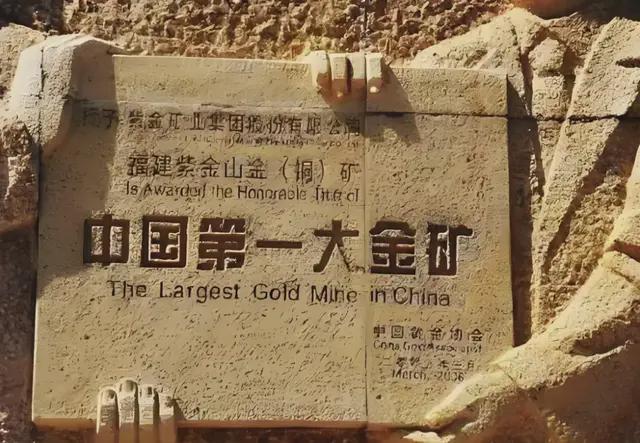 紫金矿业集团股份有限公司
福建紫金山金（铜）矿
Is Awarded the Honorable Title of
中国第一大金矿
The Largest Gold Mine in China
中国黄金协会
March, 2006